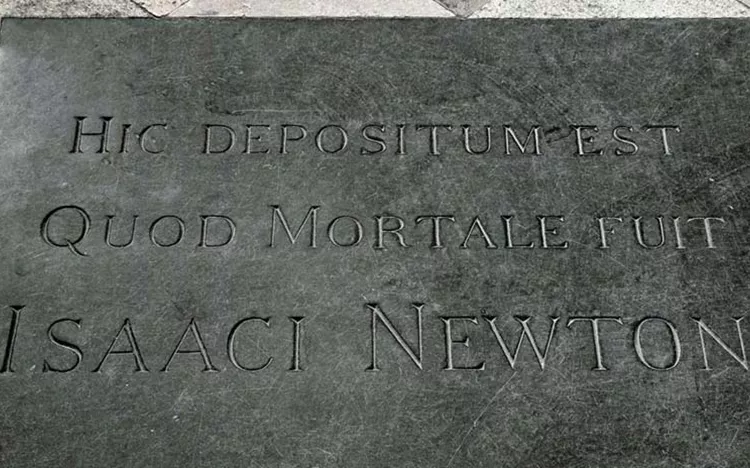 Hic depositum est
Quod Mortale fuit
Isaaci Newton